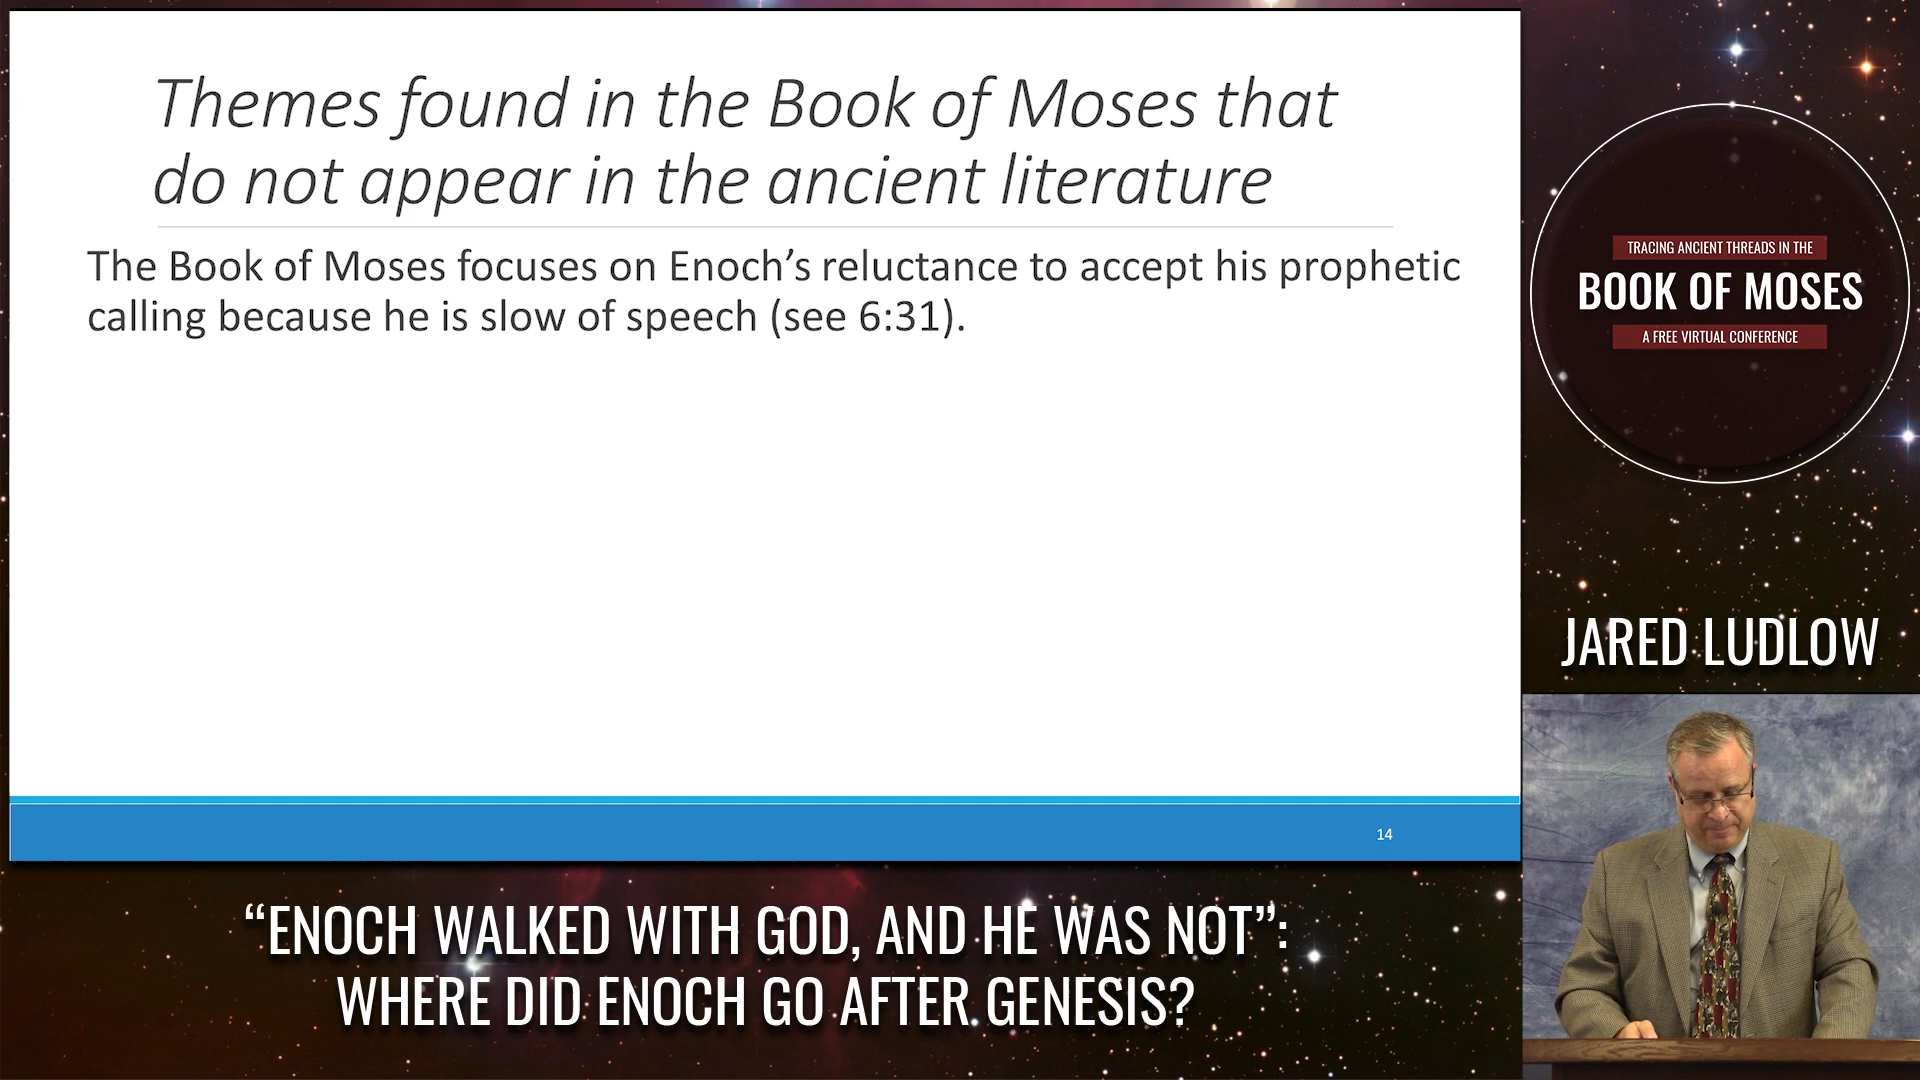 Themes found in the Book of Moses that
do not appear in the ancient literature
The Book of Moses focuses on Enoch’s reluctance to accept his prophetic
calling because he is slow of speech (see 6:31).
14
TRACING ANCIENT THREADS IN THE
BOOK OF MOSES
A FREE VIRTUAL CONFERENCE
JARED LUDLOW
“ENOCH WALKED WITH GOD, AND HE WAS NOT”:
WHERE DID ENOCH GO AFTER GENESIS?